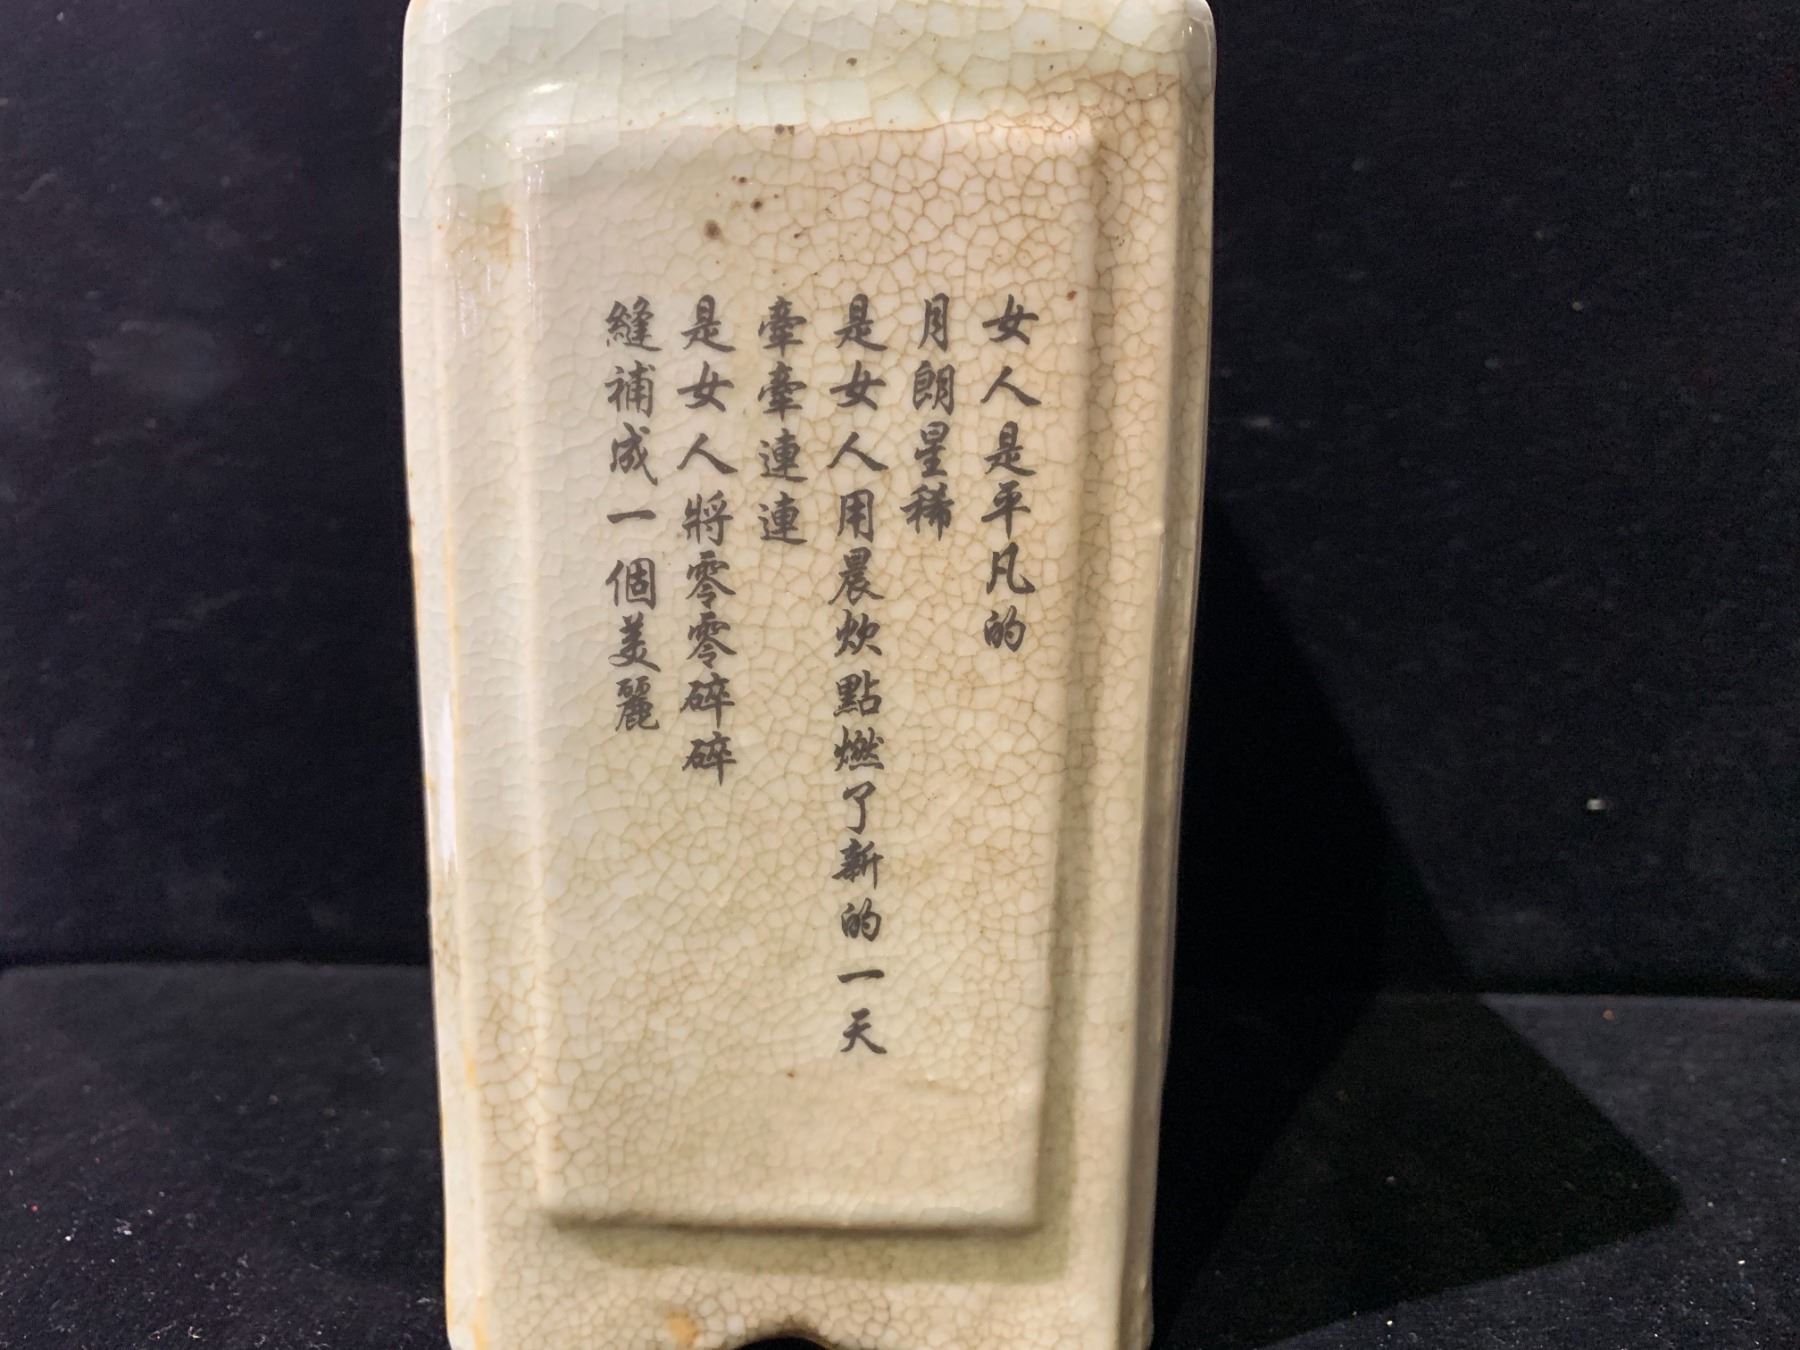 女人是平凡的
月朗星稀
是女人用晨炊點燃了新的一天
牽牽連連
是女人將零零碎碎
縫補成一個美麗